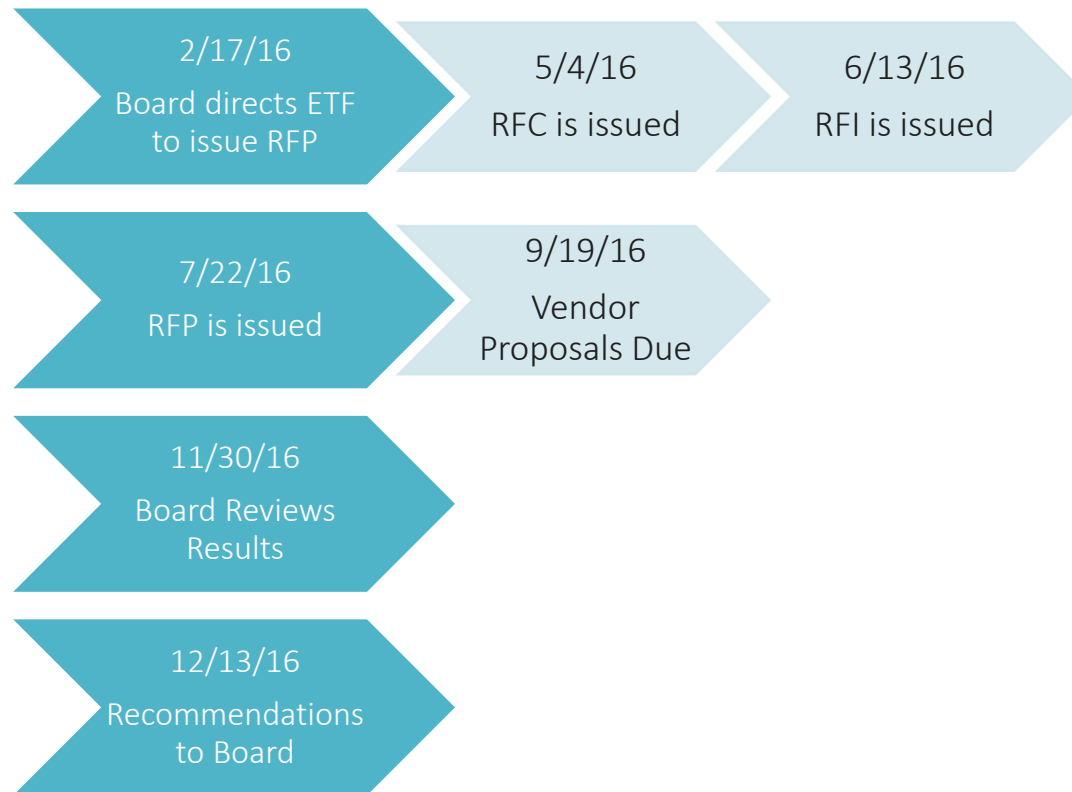 2/17/16
Board directs ETF
to issue RFP
5/4/16
RFC is issued
6/13/16
RFI is issued
7/22/16
RFP is issued
9/19/16
Vendor
Proposals Due
11/30/16
Board Reviews
Results
12/13/16
Recommendations
to Board